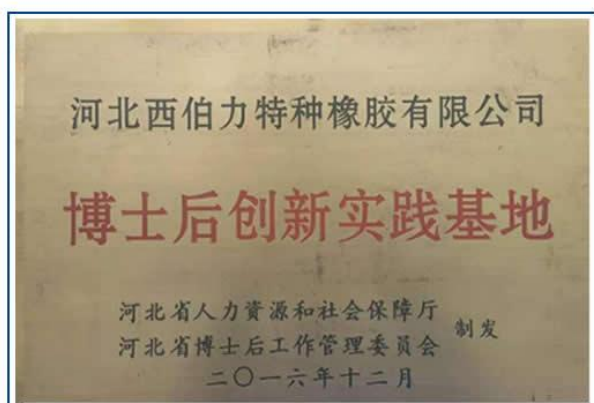 河北西伯力特种橡胶有限公司
博士后创新实践基地
河北省人力資源和社会保障厅
河北省博士后工作管理委员会
制发
二〇一六年十二月